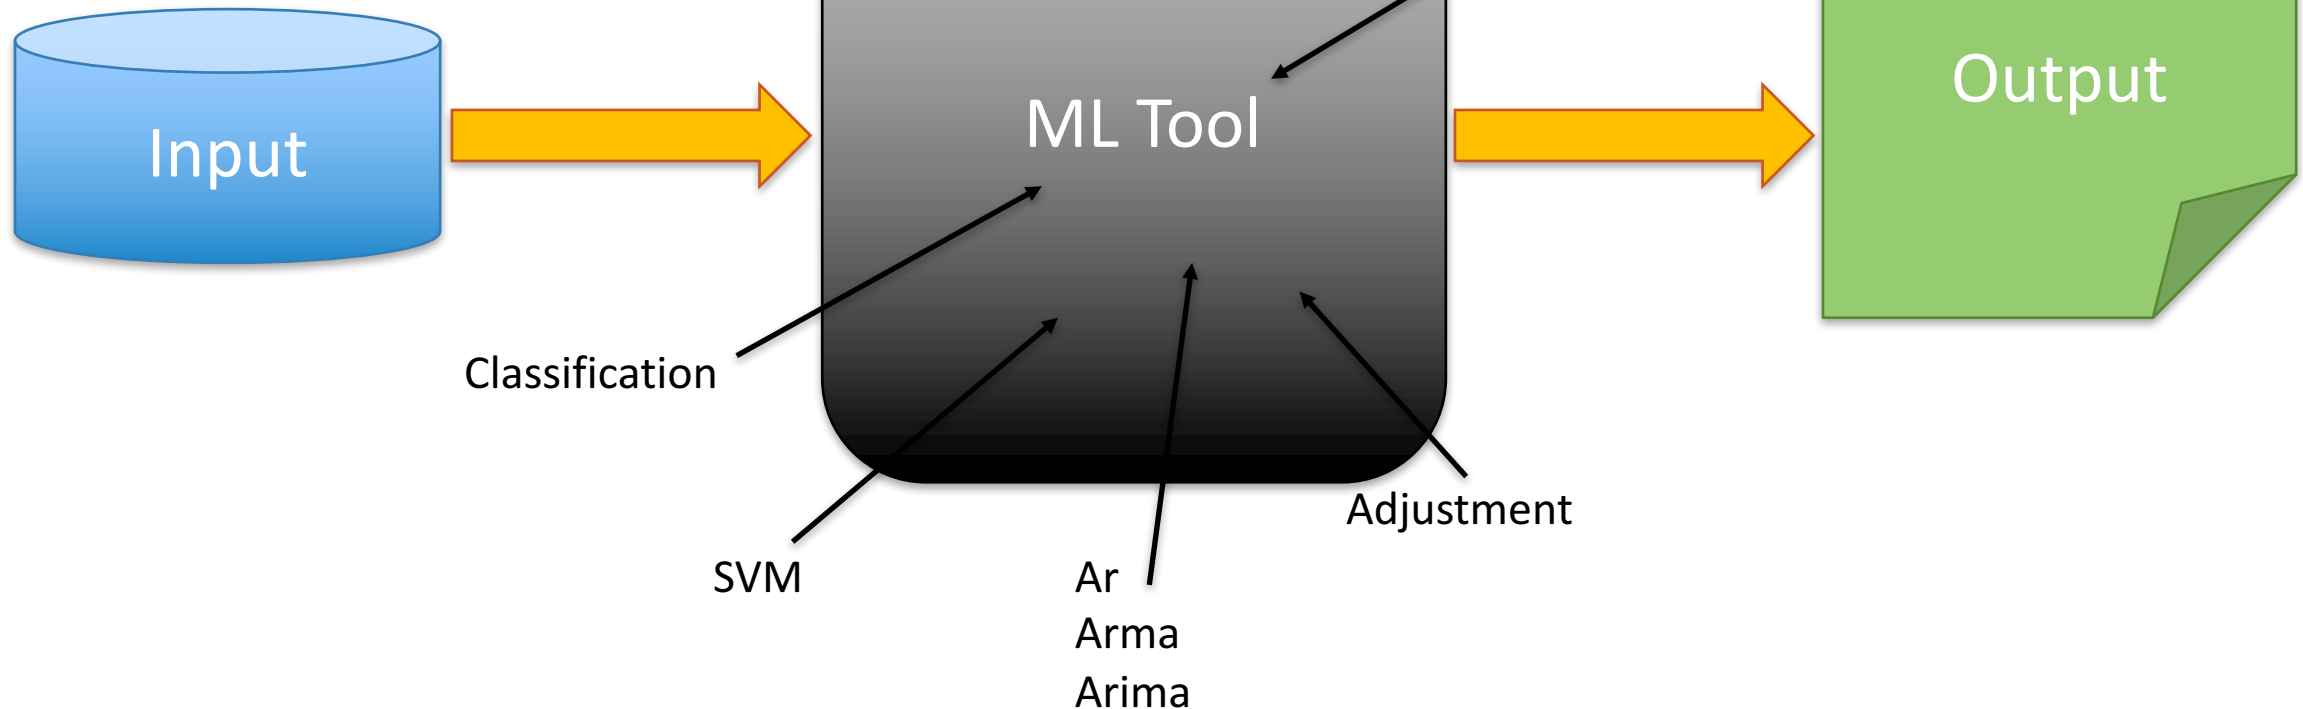 Input
ML Tool
Output
Classification
SVM
Ar
Arma
Arima
Adjustment